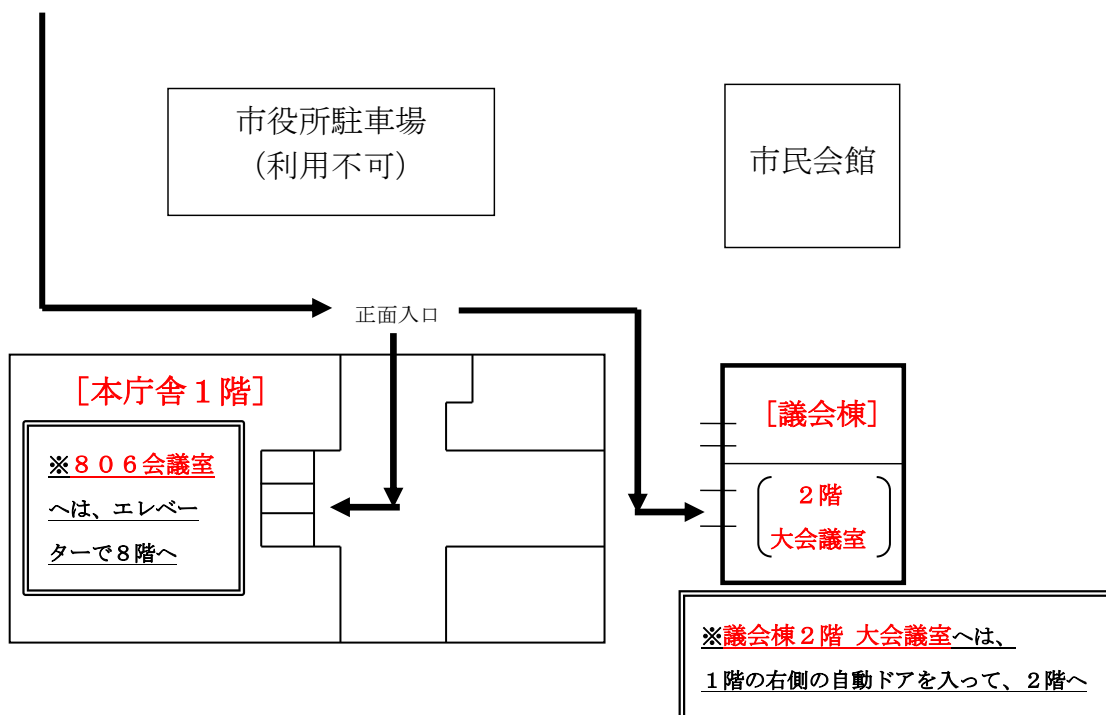 市役所駐車場
（利用不可）
市民会館
正面入口
［本庁舎１階］
※８０６会議室
へは、エレベー
ターで８階へ
［議会棟］
２階
大会議室
※議会棟２階 大会議室へは、
１階の右側の自動ドアを入って、２階へ